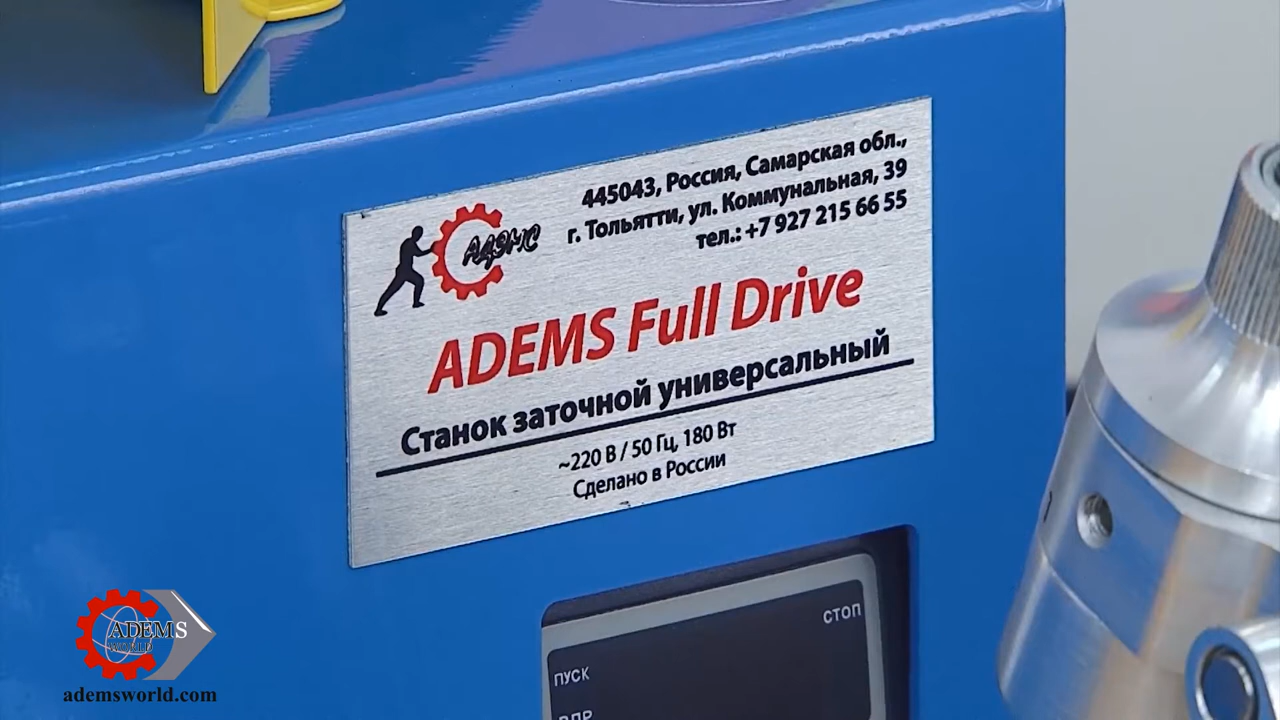 445043, Россия, Самарская обл.,
г. Тольятти, ул. Коммунальная, 39
тел.: +7 927 215 66 55
АДЭМС
ADEMS Full Drive
Станок заточной универсальный
~220 В / 50 Гц, 180 Вт
Сделано в России
СТОП
ПУСК
ADEMS
WORLD
ademsworld.com